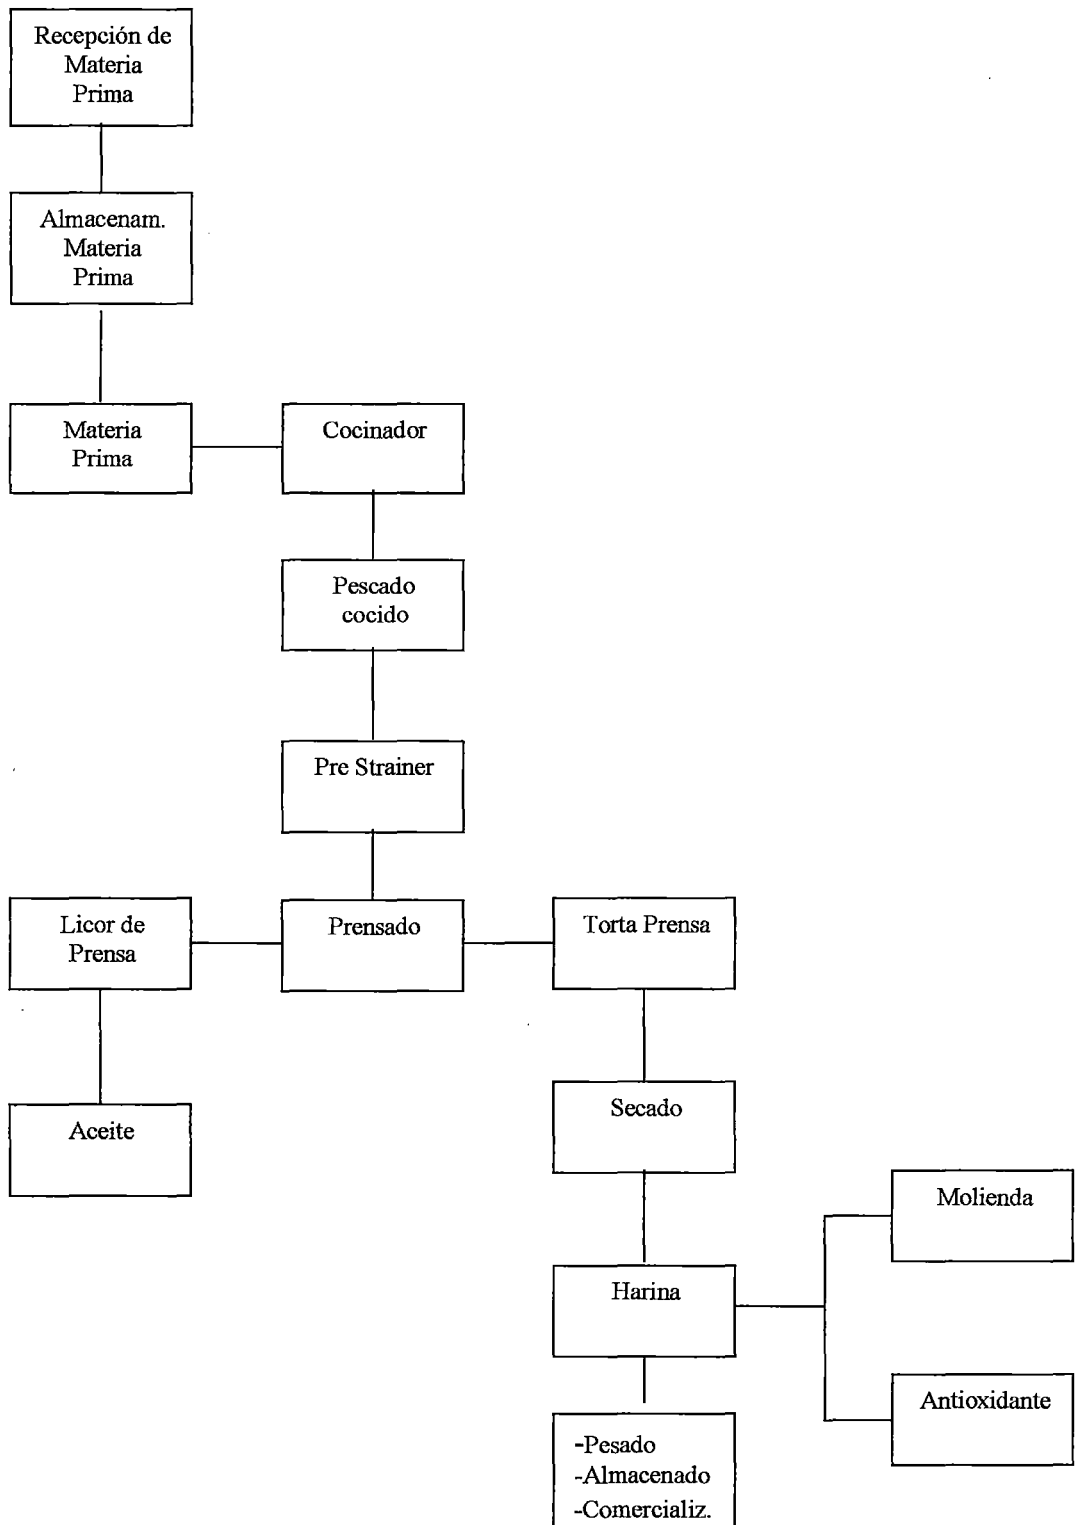 Recepción de
Materia
Prima
Almacenam.
Materia
Prima
Materia
Prima
Cocinador
Pescado
cocido
Pre Strainer
Licor de
Prensa
Prensado
Torta Prensa
Aceite
Secado
Molienda
Harina
Antioxidante
-Pesado
-Almacenado
-Comercializ.